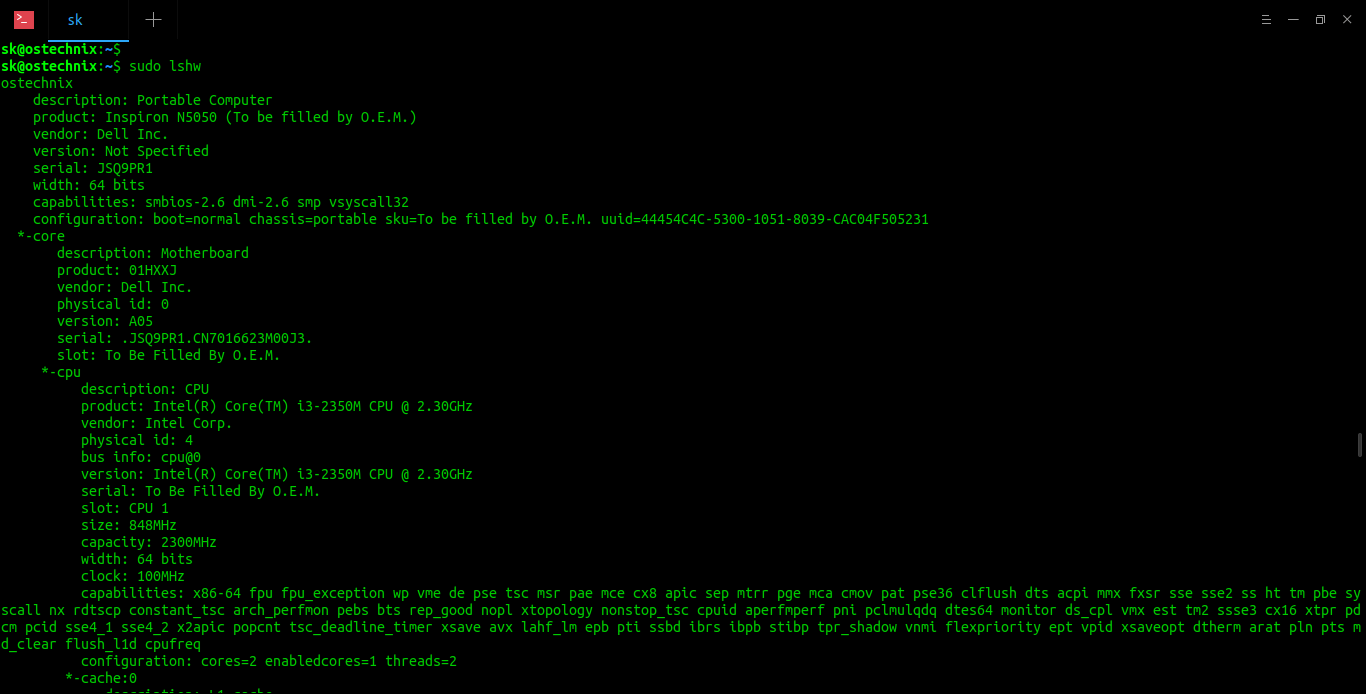 sk
sk@ostechnix:~$
sk@ostechnix:~$ sudo lshw
ostechnix
    description: Portable Computer
    product: Inspiron N5050 (To be filled by O.E.M.)
    vendor: Dell Inc.
    version: Not Specified
    serial: JSQ9PR1
    width: 64 bits
    capabilities: smbios-2.6 dmi-2.6 smp vsyscall32
    configuration: boot=normal chassis=portable sku=To be filled by O.E.M. uuid=44454C4C-5300-1051-8039-CAC04F505231
  *-core
       description: Motherboard
       product: 01HXXJ
       vendor: Dell Inc.
       physical id: 0
       version: A05
       serial: .JSQ9PR1.CN7016623M00J3.
       slot: To Be Filled By O.E.M.
     *-cpu
          description: CPU
          product: Intel(R) Core(TM) i3-2350M CPU @ 2.30GHz
          vendor: Intel Corp.
          physical id: 4
          bus info: cpu@0
          version: Intel(R) Core(TM) i3-2350M CPU @ 2.30GHz
          serial: To Be Filled By O.E.M.
          slot: CPU 1
          size: 848MHz
          capacity: 2300MHz
          width: 64 bits
          clock: 100MHz
          capabilities: x86-64 fpu fpu_exception wp vme de pse tsc msr pae mce cx8 apic sep mtrr pge mca cmov pat pse36 clflush dts acpi mmx fxsr sse sse2 ss ht tm pbe sy
scall nx rdtscp constant_tsc arch_perfmon pebs bts rep_good nopl xtopology nonstop_tsc cpuid aperfmperf pni pclmulqdq dtes64 monitor ds_cpl vmx est tm2 ssse3 cx16 xtpr pd
cm pcid sse4_1 sse4_2 x2apic popcnt tsc_deadline_timer xsave avx lahf_lm epb pti ssbd ibrs ibpb stibp tpr_shadow vnmi flexpriority ept vpid xsaveopt dtherm arat pln pts m
d_clear flush_l1d cpufreq
          configuration: cores=2 enabledcores=1 threads=2
        *-cache:0
             description: L1 cache